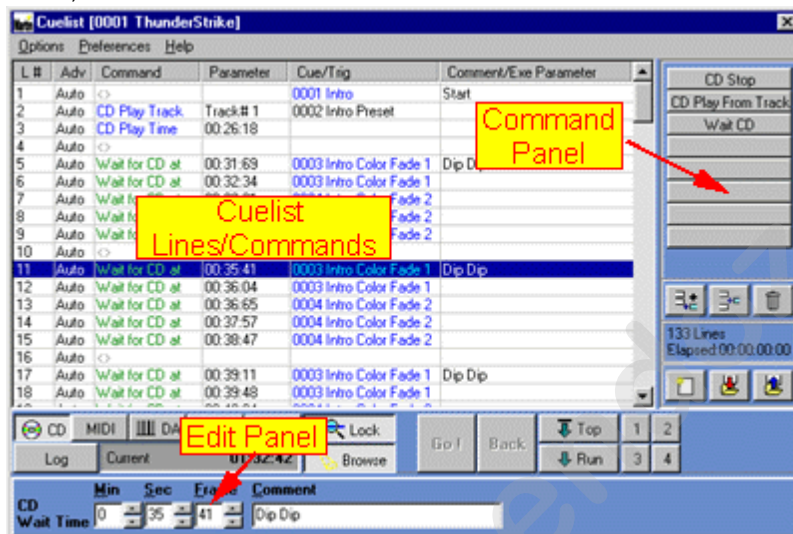 Cuelist [0001 ThunderStrike]
Options Preferences Help
L # Adv Command Parameter Cue/Trig Comment/Exe Parameter
1 Auto <> 0001 Intro Start
2 Auto CD Play Track Track# 1 0002 Intro Preset
3 Auto CD Play Time 00:26:18
4 Auto <>
5 Auto Wait for CD at 00:31:69 0003 Intro Color Fade 1 Dip
6 Auto Wait for CD at 00:32:34 0003 Intro Color Fade 1
7 Auto Wait for Fade 2
8 Auto Wait Fade 2
9 Auto Wait Fade 2
10 <>
11 Auto Wait for CD at 00:35:41 0003 Intro Color Fade 1 Dip Dip
12 Auto Wait for CD at 00:36:04 0003 Intro Color Fade 1
13 Auto Wait for CD at 00:36:65 0004 Intro Color Fade 2
14 Auto Wait for CD at 00:37:57 0004 Intro Color Fade 2
15 Auto Wait for CD at 00:38:47 0004 Intro Color Fade 2
16 Auto <>
17 Auto Wait for CD at 00:39:11 0003 Intro Color Fade 1 Dip Dip
18 Auto Wait for CD at 00:39:48 0003 Intro Color Fade 1
Cuelist
Lines/Commands
Command
Panel
CD Stop
CD Play From Track
Wait CD
133 Lines
Elapsed 00:00:00:00
CD MIDI DA Lock
Edit Panel
Go! Back Top 1 2
Log Current 01:32:42 Browse Run 3 4
Min Sec Frame Comment
CD
Wait Time 0 35 41 Dip Dip